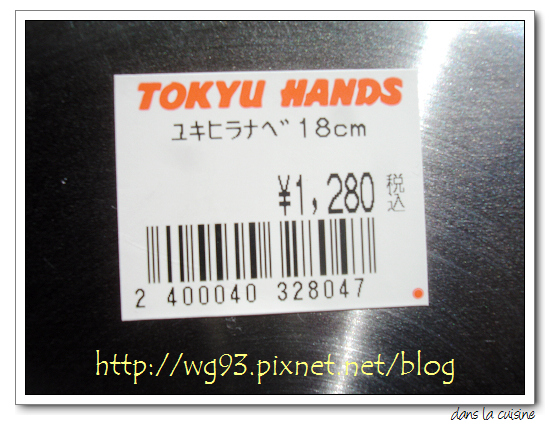 TOKYU HANDS
ﾕｷﾋﾗﾅﾍﾞ 18cm
¥1,280 税込
2 400040 328047
http://wg93.pixnet.net/blog
dans la cuisine